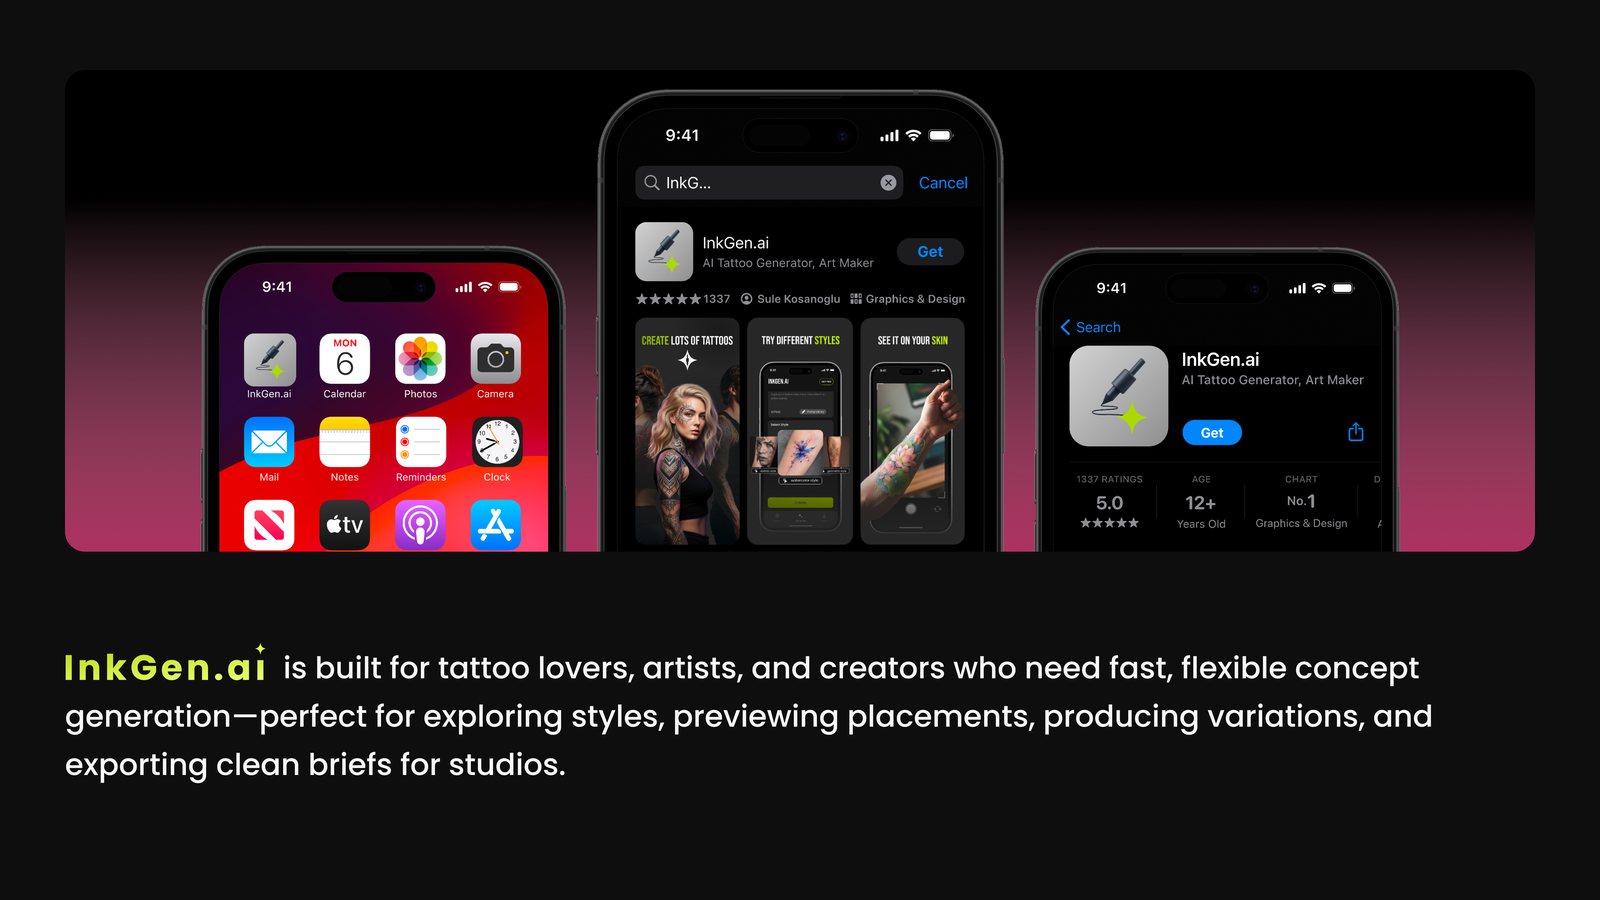 9:41
InkGen.ai
MON
6
Calendar
Photos
Camera
Mail
Notes
Reminders
Clock
tv
9:41
InkG...
Cancel
InkGen.ai
AI Tattoo Generator, Art Maker
Get
1337
Sule Kosanoglu
Graphics & Design
CREATE LOTS OF TATTOOS
TRY DIFFERENT STYLES
INKGEN.AI
SEE IT ON YOUR SKIN
9:41
Search
InkGen.ai
AI Tattoo Generator, Art Maker
Get
1337 RATINGS
5.0
AGE
12+
Years Old
CHART
No.1
Graphics & Design
InkGen.ai is built for tattoo lovers, artists, and creators who need fast, flexible concept
generation—perfect for exploring styles, previewing placements, producing variations, and
exporting clean briefs for studios.